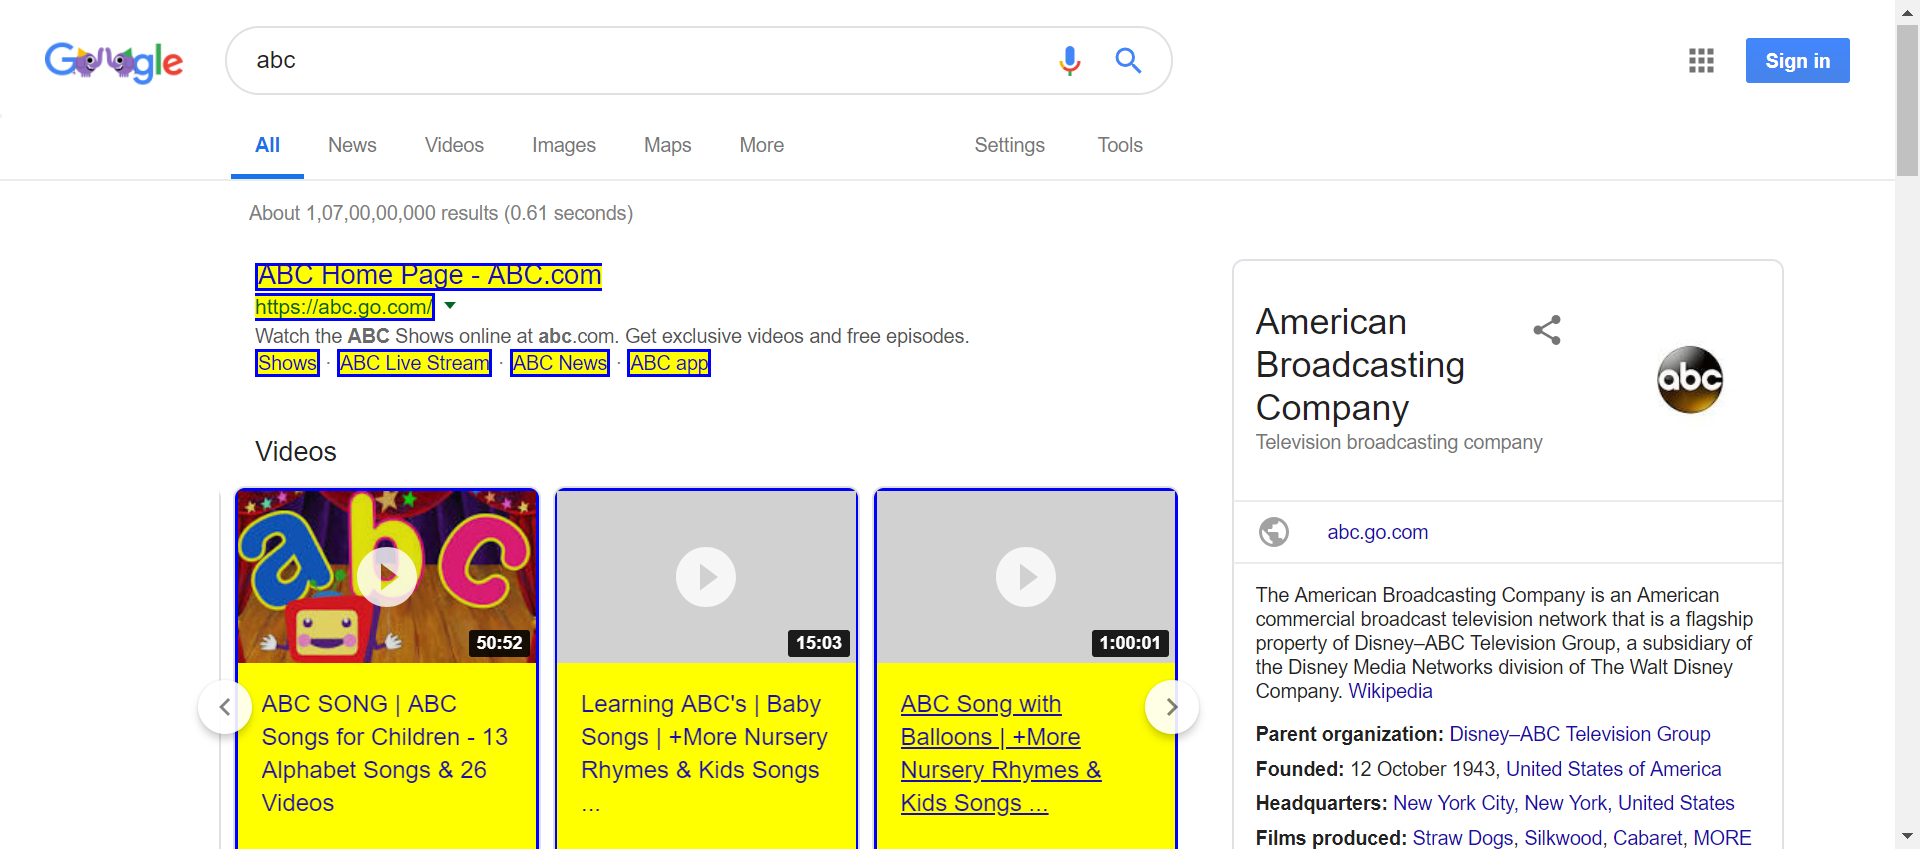 Google
abc
Sign in
All News Videos Images Maps More Settings Tools
About 1,07,00,00,000 results (0.61 seconds)
ABC Home Page - ABC.com
https://abc.go.com/
Watch the ABC Shows online at abc.com. Get exclusive videos and free episodes.
Shows · ABC Live Stream · ABC News · ABC app
Videos
abc
50:52
ABC SONG | ABC
Songs for Children - 13
Alphabet Songs & 26
Videos
15:03
Learning ABC's | Baby
Songs | +More Nursery
Rhymes & Kids Songs
...
1:00:01
ABC Song with
Balloons | +More
Nursery Rhymes &
Kids Songs ...
American
Broadcasting
Company
Television broadcasting company
abc
abc.go.com
The American Broadcasting Company is an American
commercial broadcast television network that is a flagship
property of Disney–ABC Television Group, a subsidiary of
the Disney Media Networks division of The Walt Disney
Company. Wikipedia
Parent organization: Disney–ABC Television Group
Founded: 12 October 1943, United States of America
Headquarters: New York City, New York, United States
Films produced: Straw Dogs, Silkwood, Cabaret, MORE